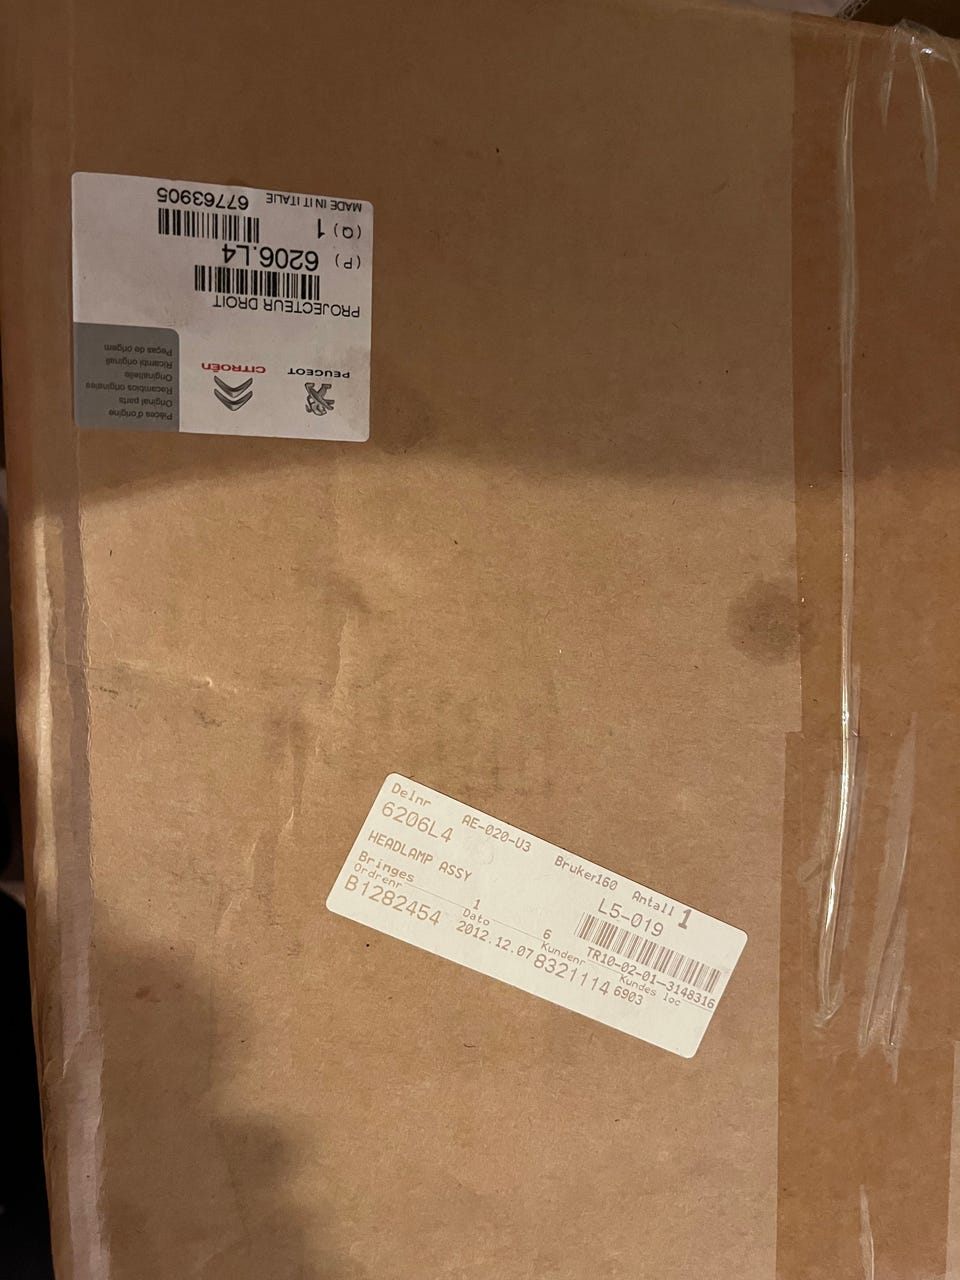 PEUGEOT
CITROËN
Pièces d'origine
Original parts
Recambios originales
Originalteile
Ricambi originali
Peças de origem
PROJECTEUR DROIT
(P) 6206.L4
(Q) 1
MADE IN IT ITALIE 67763905
Delnr
6206L4 AE-020-U3 Bruker160 Antall 1
HEADLAMP ASSY L5-019
Bringes 1 6 TR10-02-01-3148316
Ordrenr Dato Kundenr Kundes loc
B1282454 2012.12.07 8321114 6903